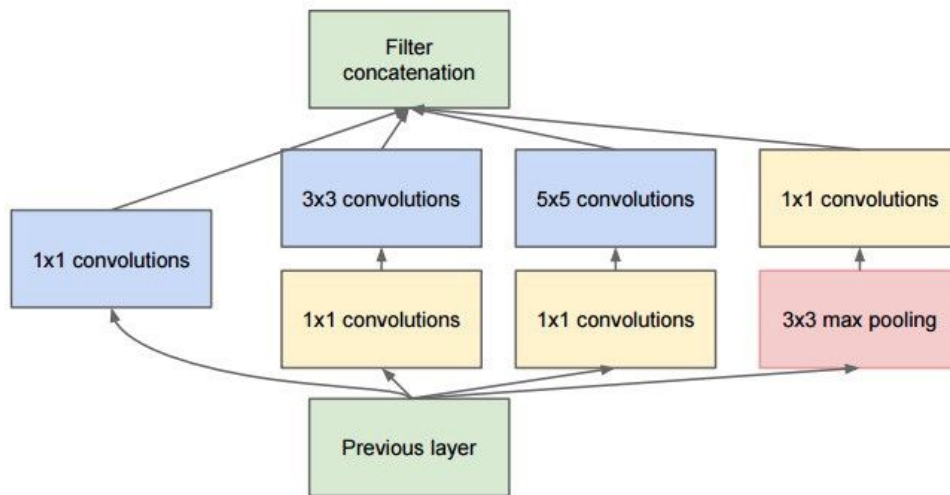 Filter
concatenation
3x3 convolutions
5x5 convolutions
1x1 convolutions
1x1 convolutions
1x1 convolutions
1x1 convolutions
3x3 max pooling
Previous layer